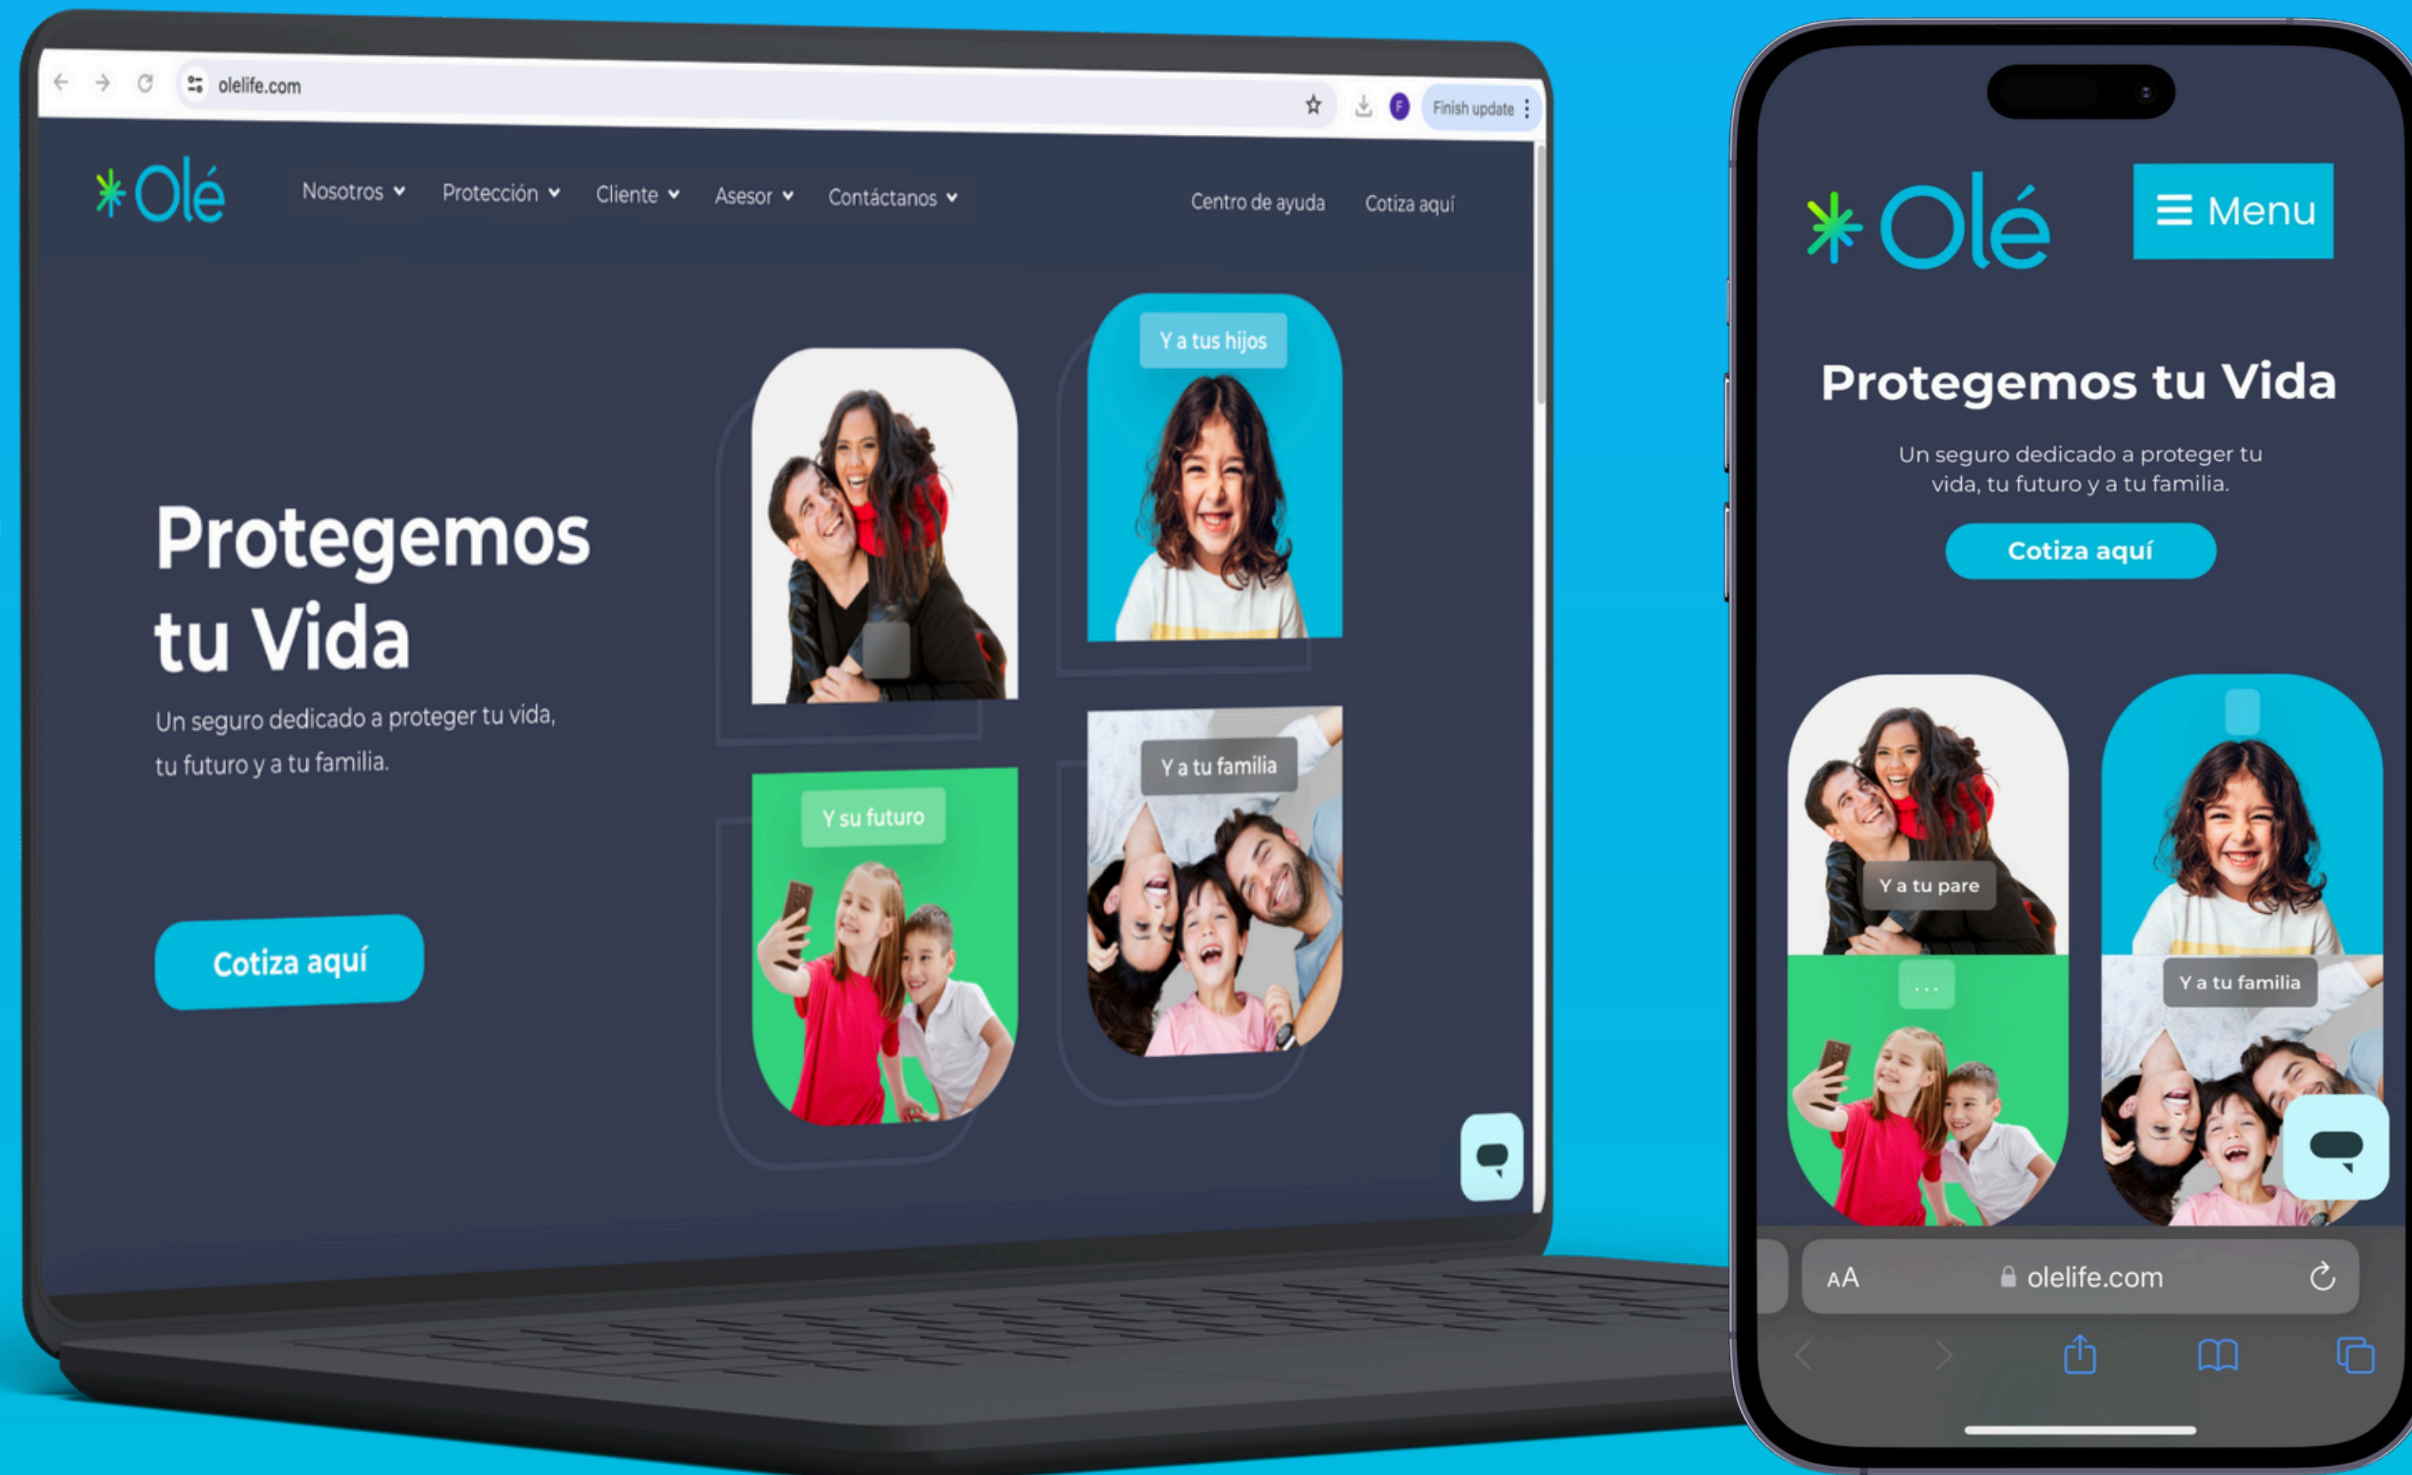 olelife.com
Finish update
Olé
Nosotros
Protección
Cliente
Asesor
Contáctanos
Centro de ayuda
Cotiza aquí
Protegemos
tu Vida
Un seguro dedicado a proteger tu vida,
tu futuro y a tu familia.
Cotiza aquí
Y a tus hijos
Y su futuro
Y a tu familia
Olé
Menu
Protegemos tu Vida
Un seguro dedicado a proteger tu
vida, tu futuro y a tu familia.
Cotiza aquí
Y a tu pare
...
Y a tu familia
AA
olelife.com
F